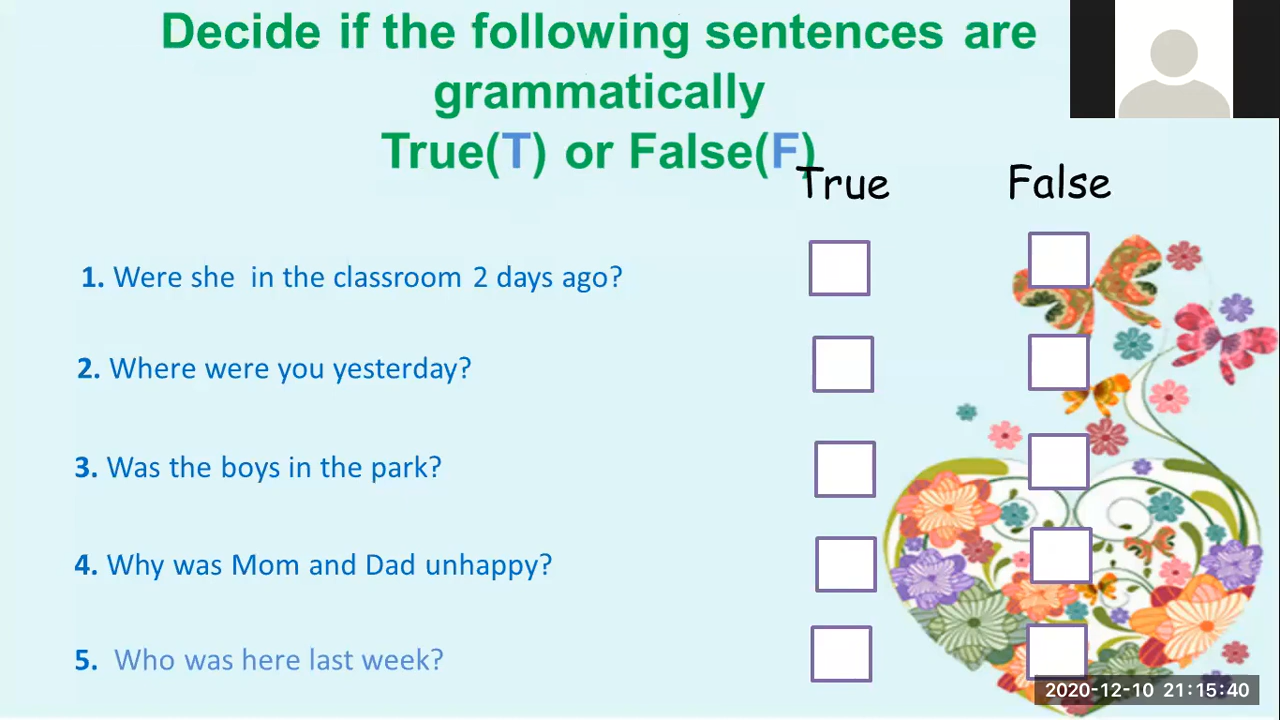 Decide if the following sentences are
grammatically
True(T) or False(F)
True False
1. Were she in the classroom 2 days ago?
2. Where were you yesterday?
3. Was the boys in the park?
4. Why was Mom and Dad unhappy?
5. Who was here last week?
2020-12-10 21:15:40